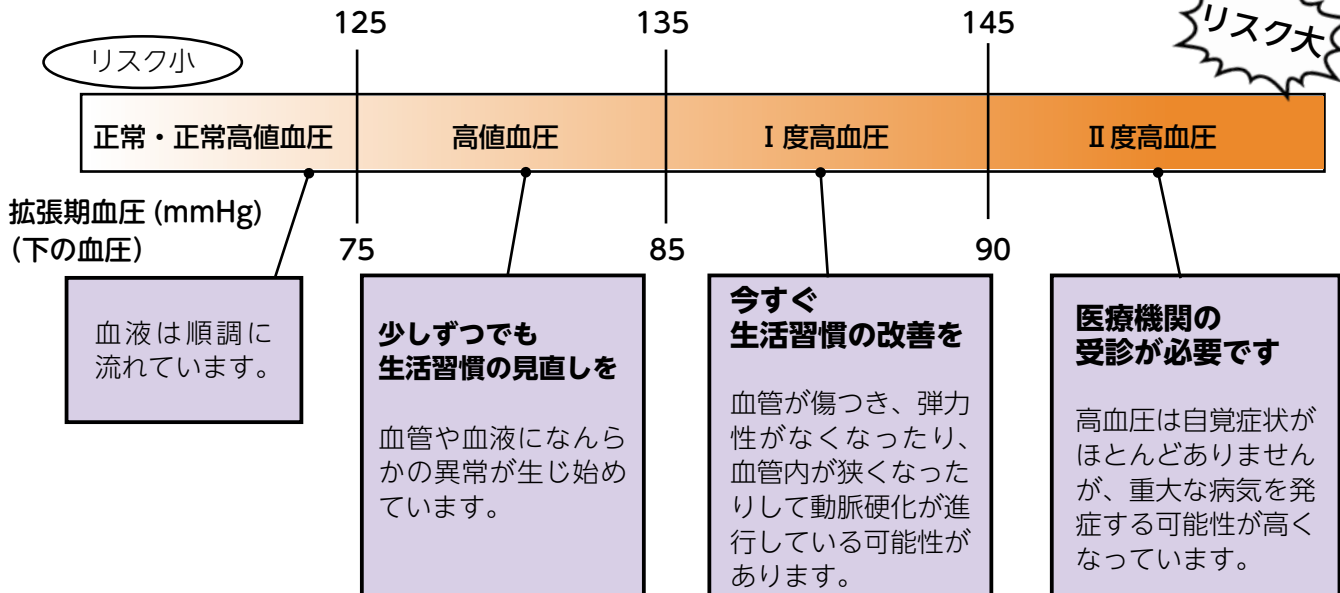 125
135
145
リスク小
リスク大
正常・正常高値血圧
高値血圧
Ⅰ度高血圧
Ⅱ度高血圧
拡張期血圧 (mmHg)
(下の血圧)
75
85
90
血液は順調に
流れています。
少しずつでも
生活習慣の見直しを
血管や血液になんら
かの異常が生じ始め
ています。
今すぐ
生活習慣の改善を
血管が傷つき、弾力
性がなくなったり、
血管内が狭くなった
りして動脈硬化が進
行している可能性が
あります。
医療機関の
受診が必要です
高血圧は自覚症状が
ほとんどありません
が、重大な病気を発
症する可能性が高く
なっています。